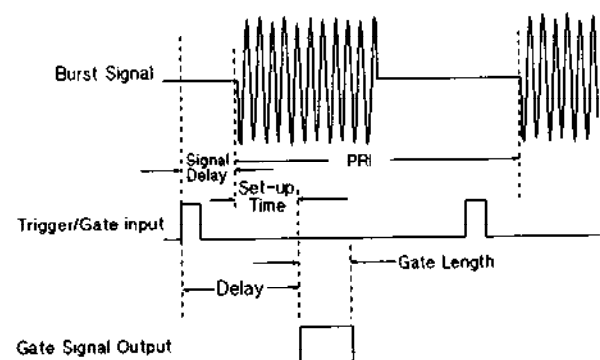 Burst Signal
Signal
Delay
PRI
Set-up
Time
Trigger/Gate input
Gate Length
Delay
Gate Signal Output